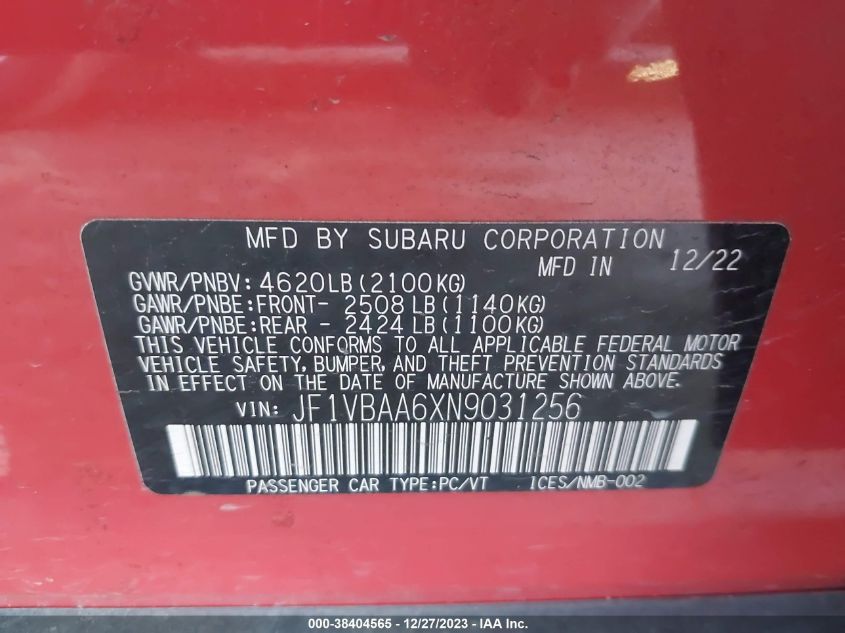 MFD BY SUBARU CORPORATION
MFD IN 12/22
GVWR/PNBV: 4620LB(2100KG)
GAWR/PNBE:FRONT- 2508LB(1140KG)
GAWR/PNBE:REAR - 2424LB(1100KG)
THIS VEHICLE CONFORMS TO ALL APPLICABLE FEDERAL MOTOR
VEHICLE SAFETY, BUMPER, AND THEFT PREVENTION STANDARDS
IN EFFECT ON THE DATE OF MANUFACTURE SHOWN ABOVE.
VIN: JF1VBAA6XN9031256
PASSENGER CAR TYPE:PC/VT ICES/NMB-002
000-38404565 - 12/27/2023 - IAA Inc.